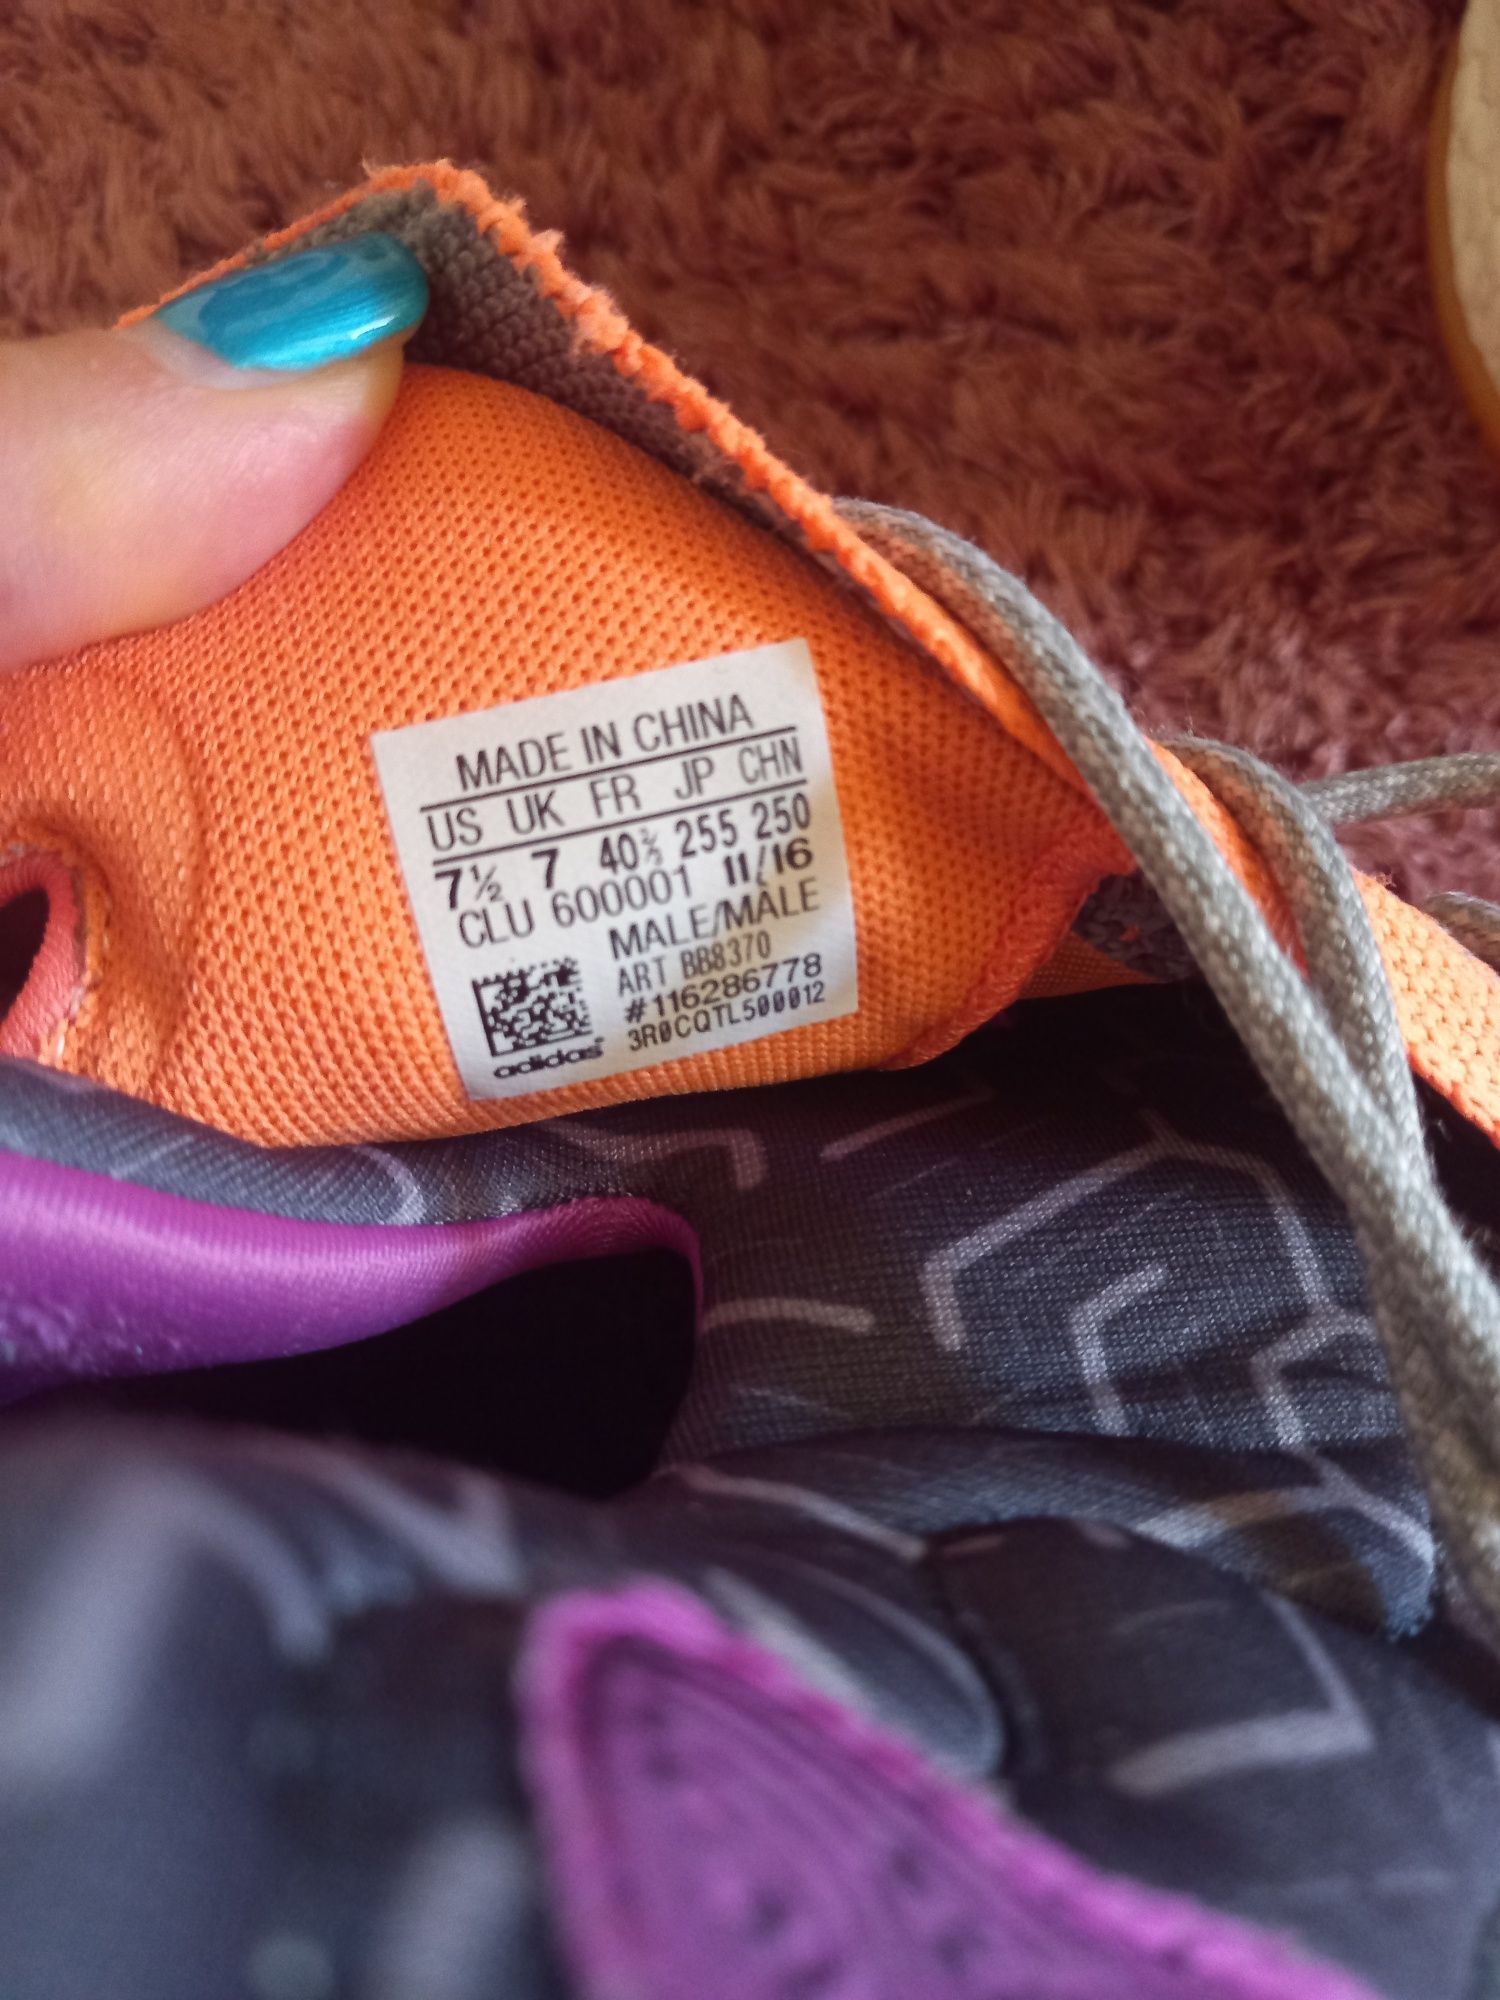 MADE IN CHINA
US UK FR JP CHN
7½ 7 40⅔ 255 250
CLU 600001 11/16
MALE/MÂLE
ART BB8370
#116286778
3R0CQTL500012
adidas